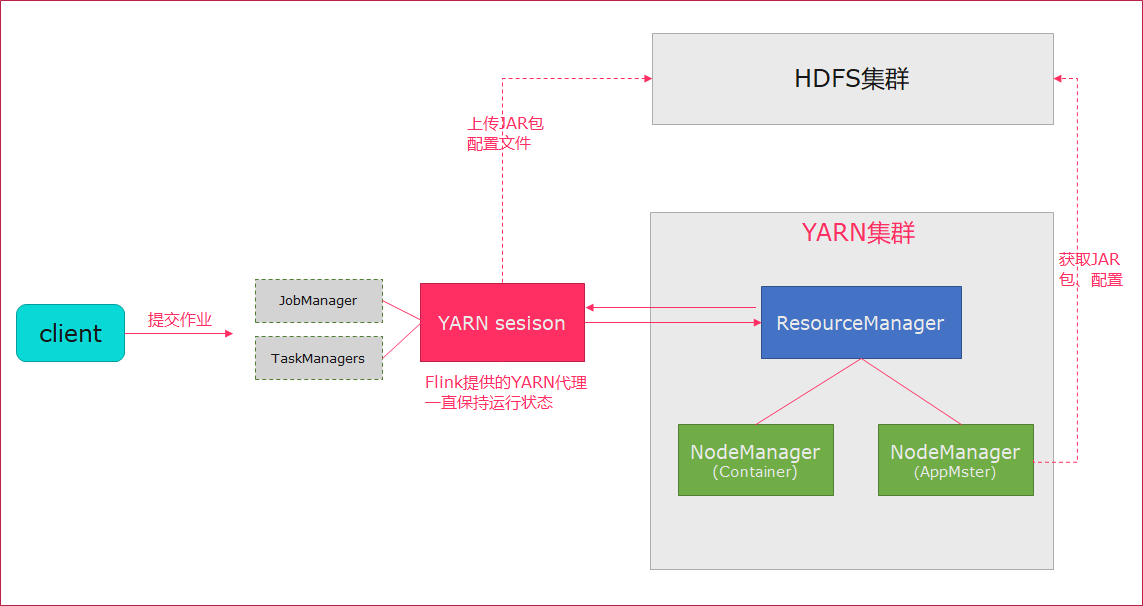 HDFS集群
上传JAR包
配置文件
YARN集群
获取JAR
包、配置
JobManager
client
提交作业
YARN sesison
ResourceManager
TaskManagers
Flink提供的YARN代理
一直保持运行状态
NodeManager
(Container)
NodeManager
(AppMster)